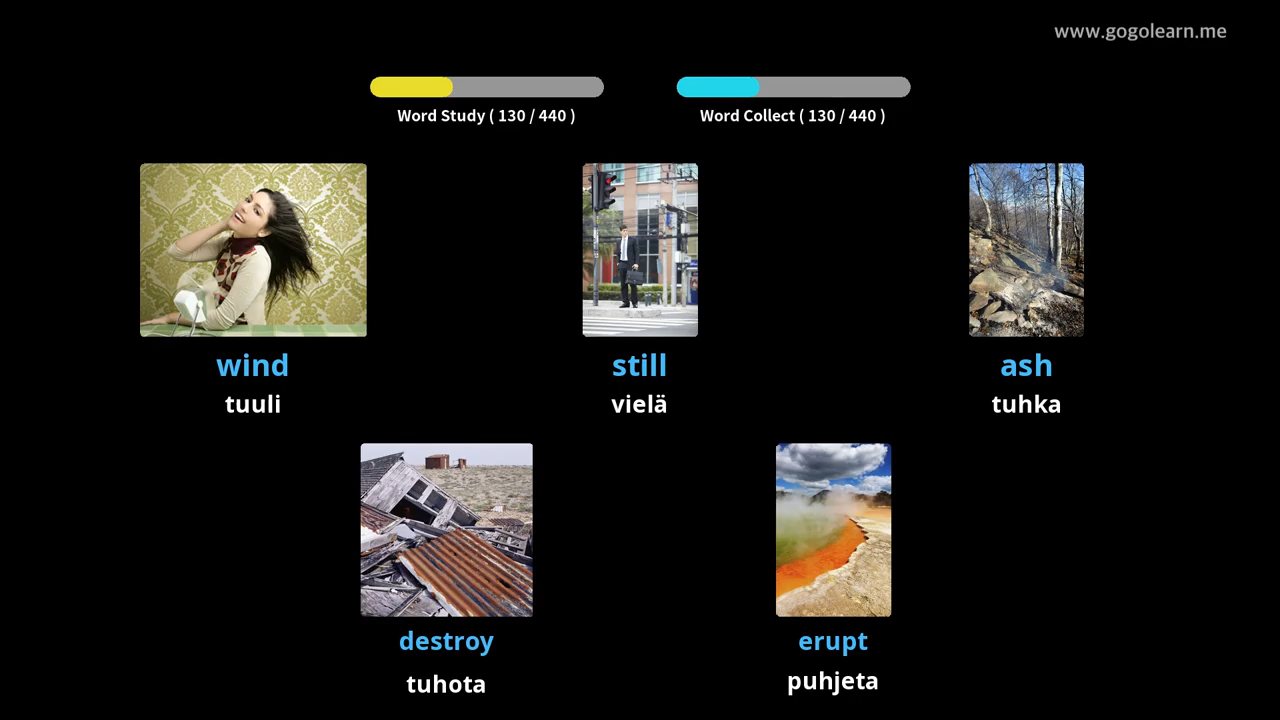 www.gogolearn.me
Word Study ( 130 / 440 )
Word Collect ( 130 / 440 )
wind
tuuli
still
vielä
ash
tuhka
destroy
tuhota
erupt
puhjeta